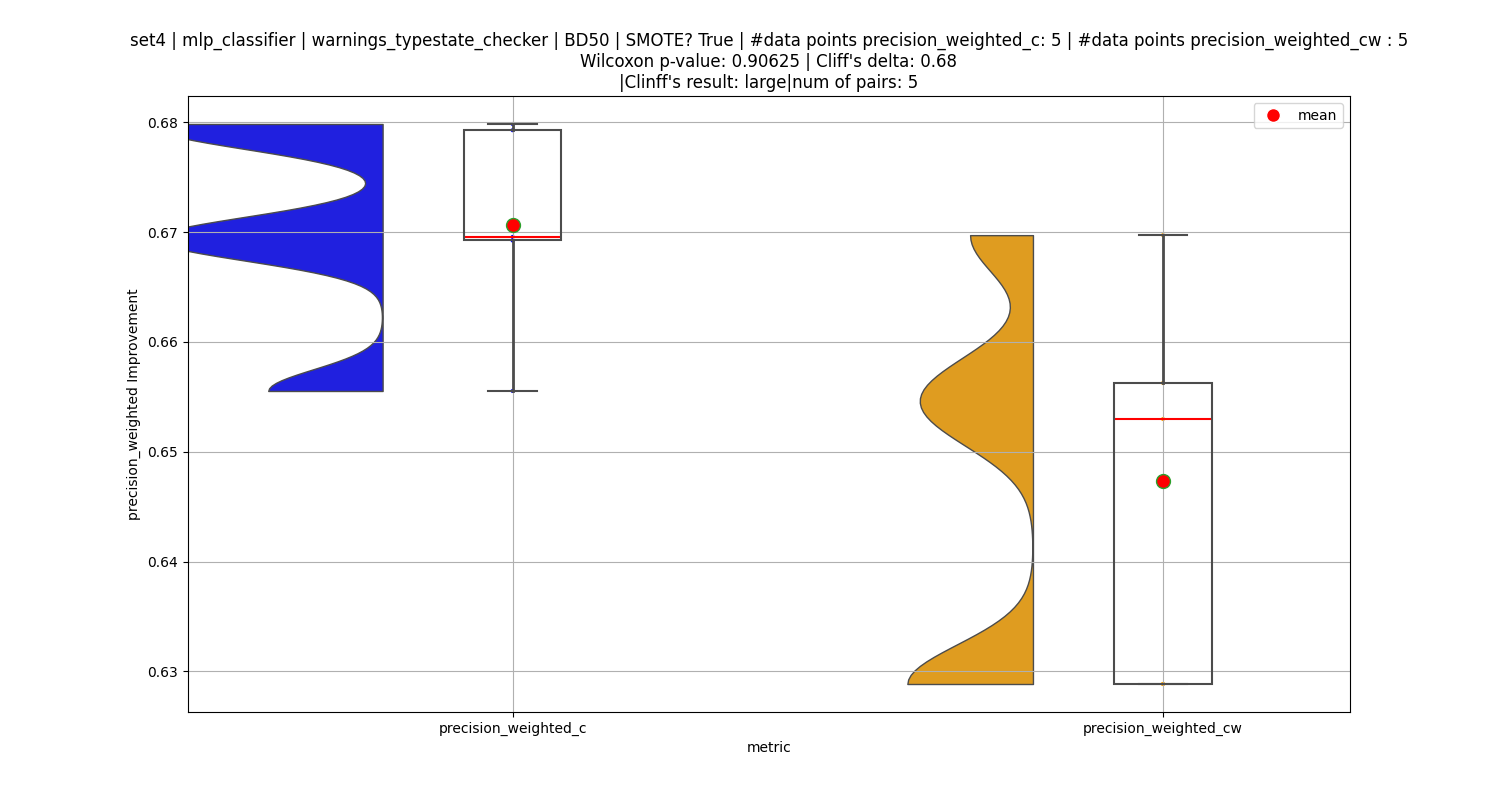 set4 | mlp_classifier | warnings_typestate_checker | BD50 | SMOTE? True | #data points precision_weighted_c: 5 | #data points precision_weighted_cw : 5
Wilcoxon p-value: 0.90625 | Cliff's delta: 0.68
|Clinff's result: large|num of pairs: 5
mean
0.68
0.67
0.66
0.65
0.64
0.63
precision_weighted Improvement
precision_weighted_c
precision_weighted_cw
metric